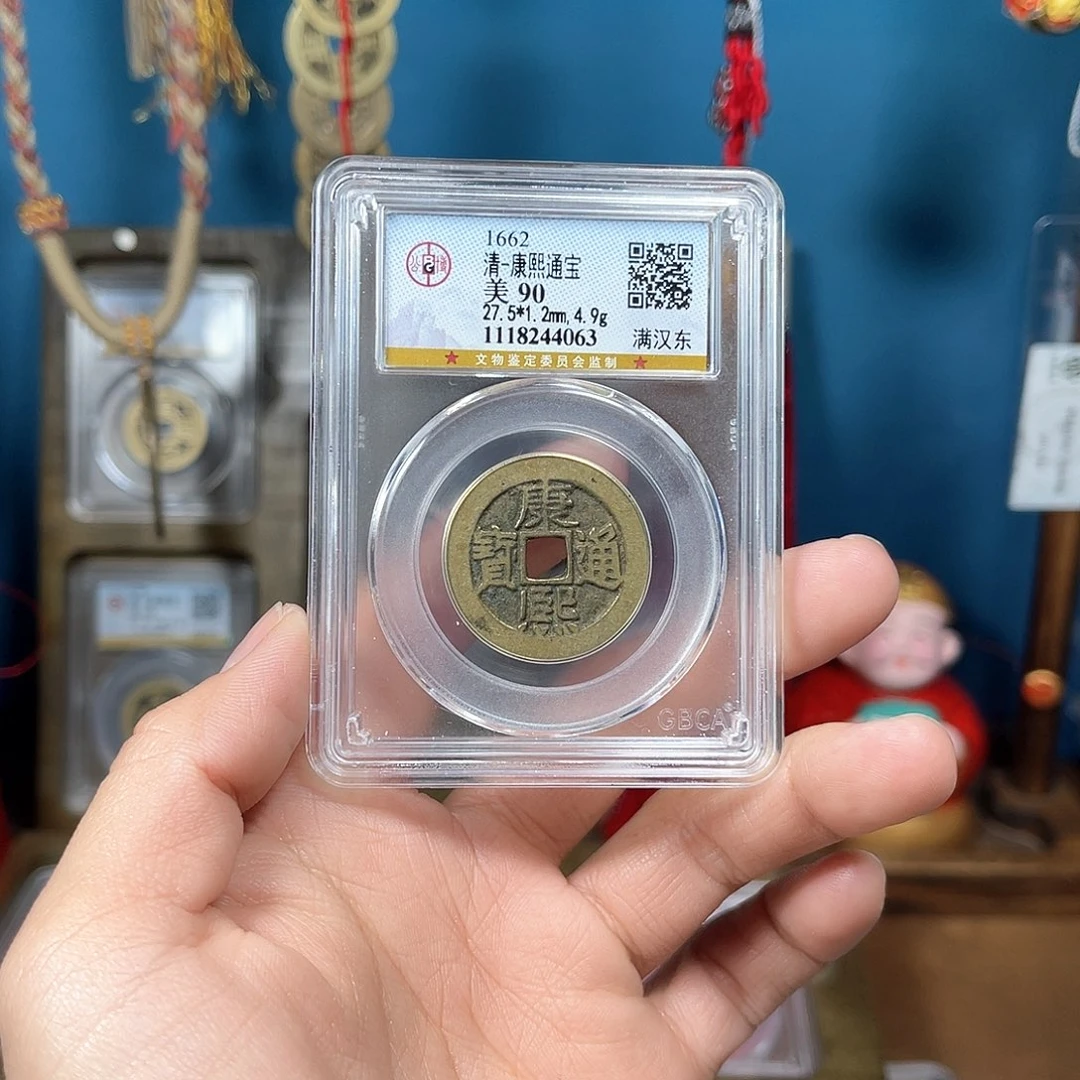 1662
清-康熙通宝
美 90
27.5*1.2mm, 4.9g
1118244063
满汉东
文物鉴定委员会监制
康熙通寶
GBCA